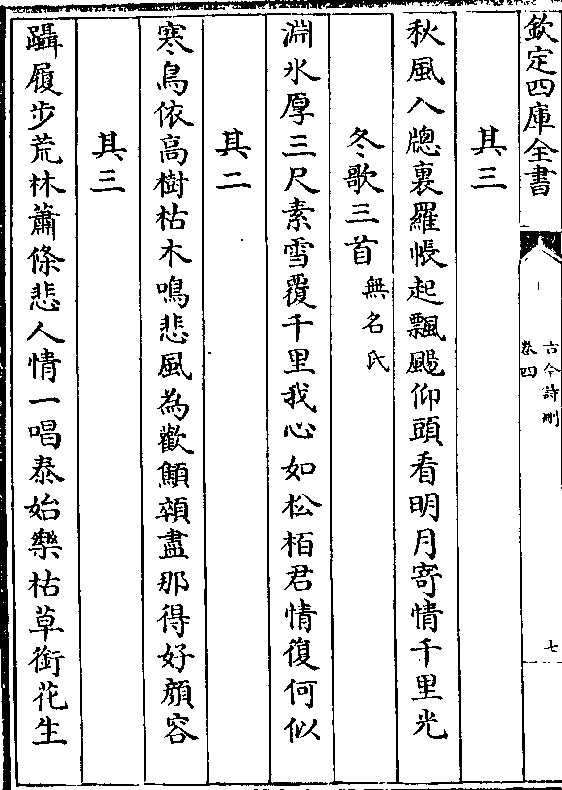 欽定四庫全書
古今詩刪
卷四
七
其三
秋風入牕裏羅帳起飄颺仰頭看明月寄情千里光
冬歌三首 無名氏
淵氷厚三尺素雪覆千里我心如松栢君情復何似
其二
寒鳥依高樹枯木鳴悲風為歡顦顇盡那得好顔容
其三
躡履步荒林蕭條悲人情一唱泰始樂枯草銜花生